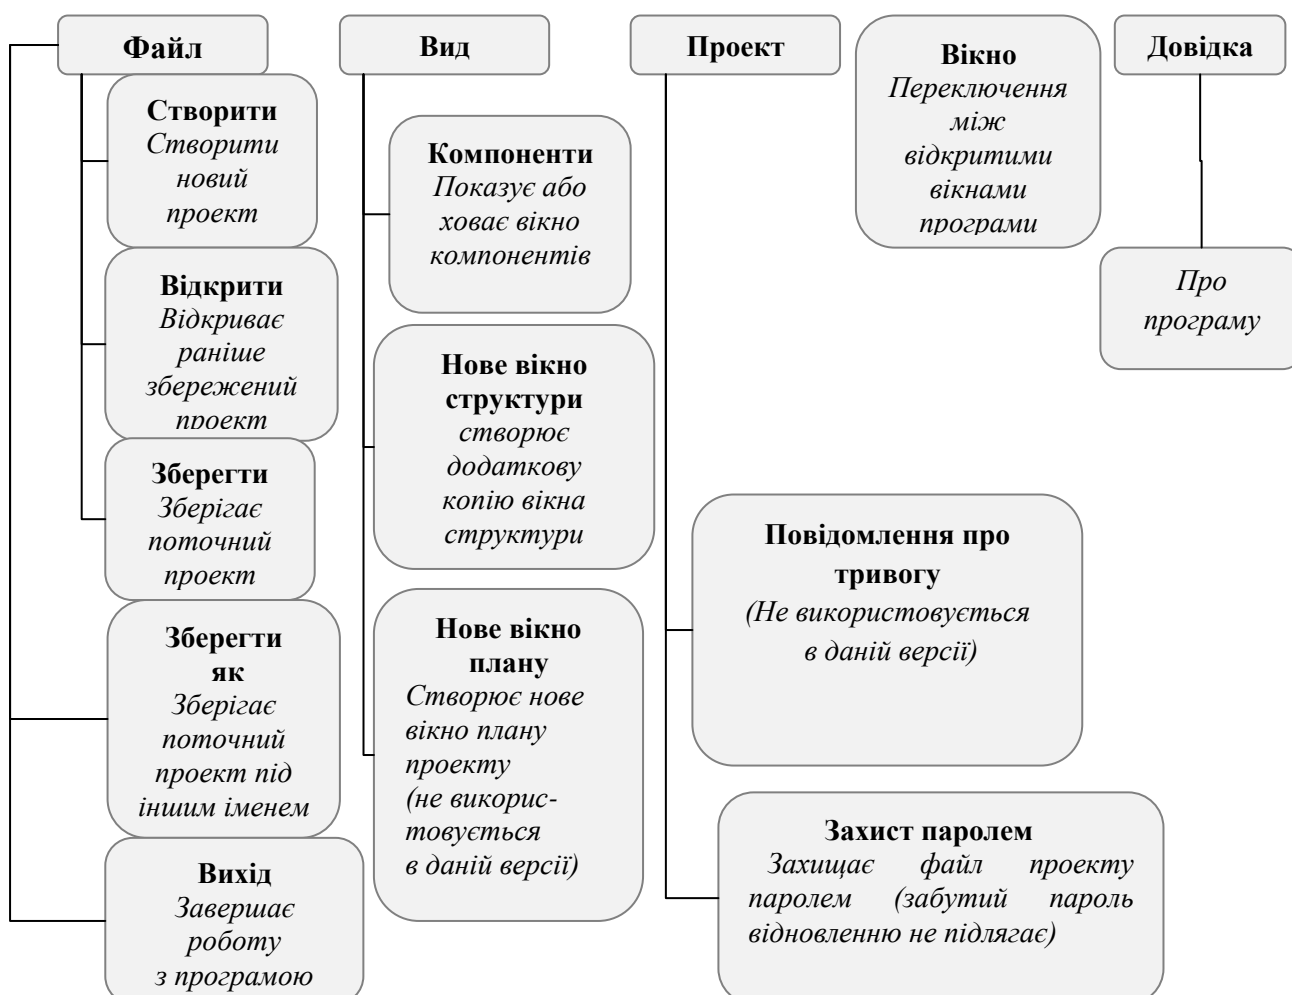 Файл
Створити
Створити
новий
проект
Відкрити
Відкриває
раніше
збережений
проект
Зберегти
Зберігає
поточний
проект
Зберегти
як
Зберігає
поточний
проект під
іншим іменем
Вихід
Завершає
роботу
з програмою
Вид
Компоненти
Показує або
ховає вікно
компонентів
Нове вікно
структури
створює
додаткову
копію вікна
структури
Нове вікно
плану
Створює нове
вікно плану
проекту
(не викорис-
товується
в даній версії)
Проект
Повідомлення про
тривогу
(Не використовується
в даній версії)
Захист паролем
Захищає файл проекту
паролем (забутий пароль
відновленню не підлягає)
Вікно
Переключення
між
відкритими
вікнами
програми
Довідка
Про
програму